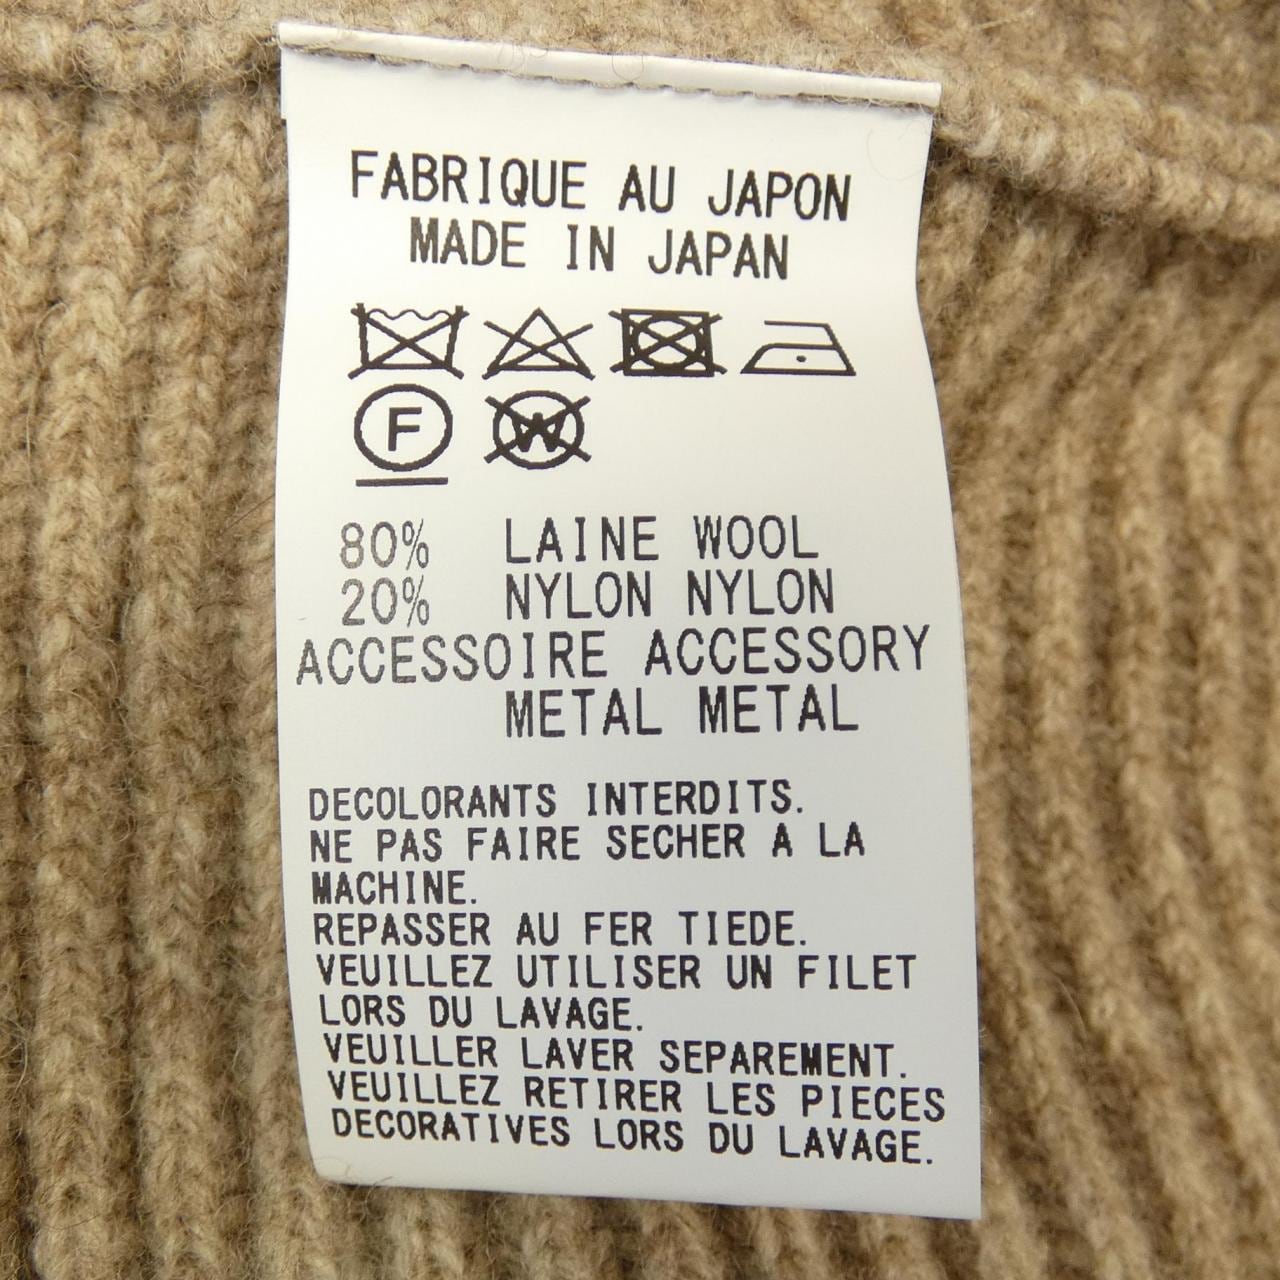 FABRIQUE AU JAPON
MADE IN JAPAN
F W
80% LAINE WOOL
20% NYLON NYLON
ACCESSOIRE ACCESSORY
METAL METAL
DECOLORANTS INTERDITS.
NE PAS FAIRE SECHER A LA
MACHINE.
REPASSER AU FER TIEDE.
VEUILLEZ UTILISER UN FILET
LORS DU LAVAGE.
VEUILLER LAVER SEPAREMENT.
VEUILLEZ RETIRER LES PIECES
DECORATIVES LORS DU LAVAGE.